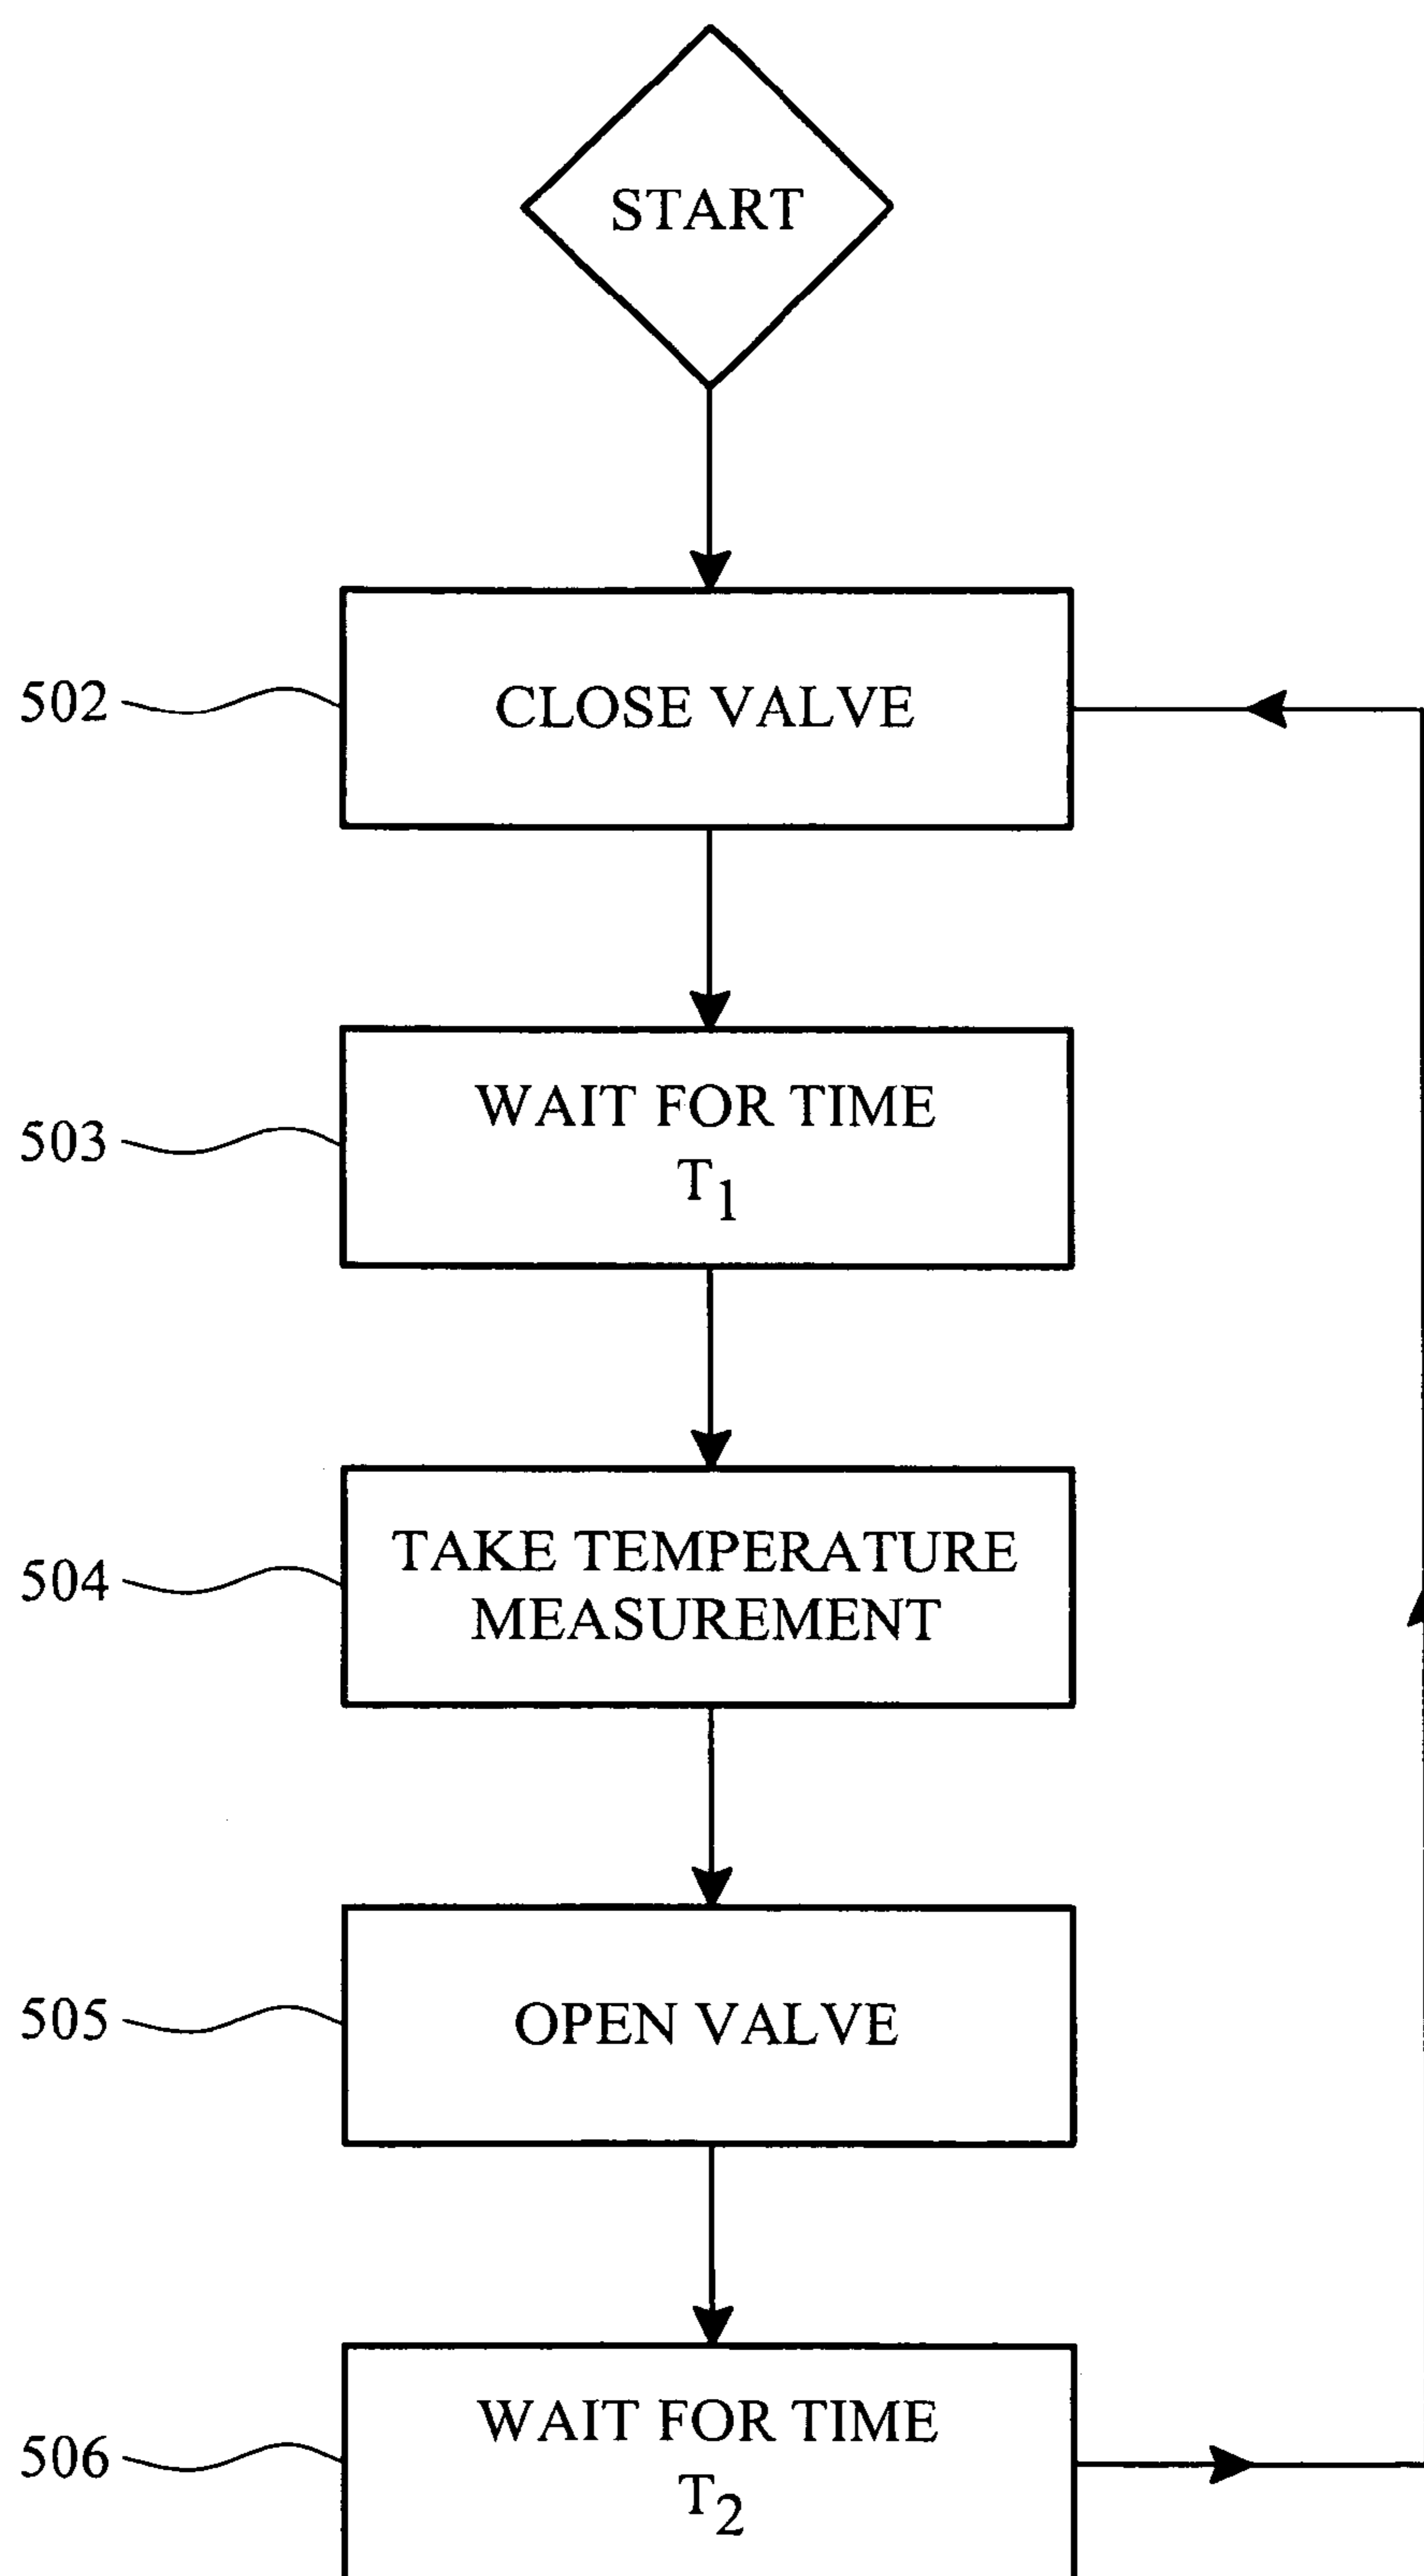 START
502
CLOSE VALVE
503
WAIT FOR TIME
T1
504
TAKE TEMPERATURE
MEASUREMENT
505
OPEN VALVE
506
WAIT FOR TIME
T2